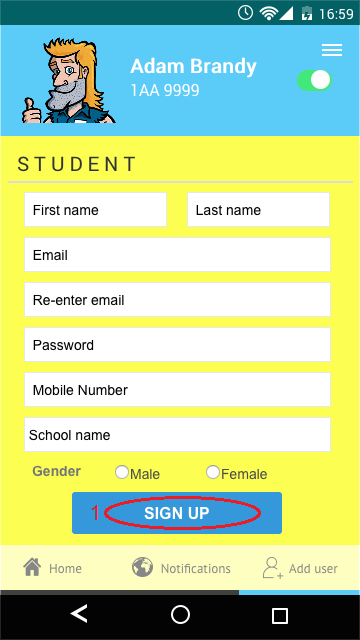 16:59
Adam Brandy
1AA 9999
STUDENT
First name Last name
Email
Re-enter email
Password
Mobile Number
School name
Gender Male Female
1 SIGN UP
Home Notifications Add user